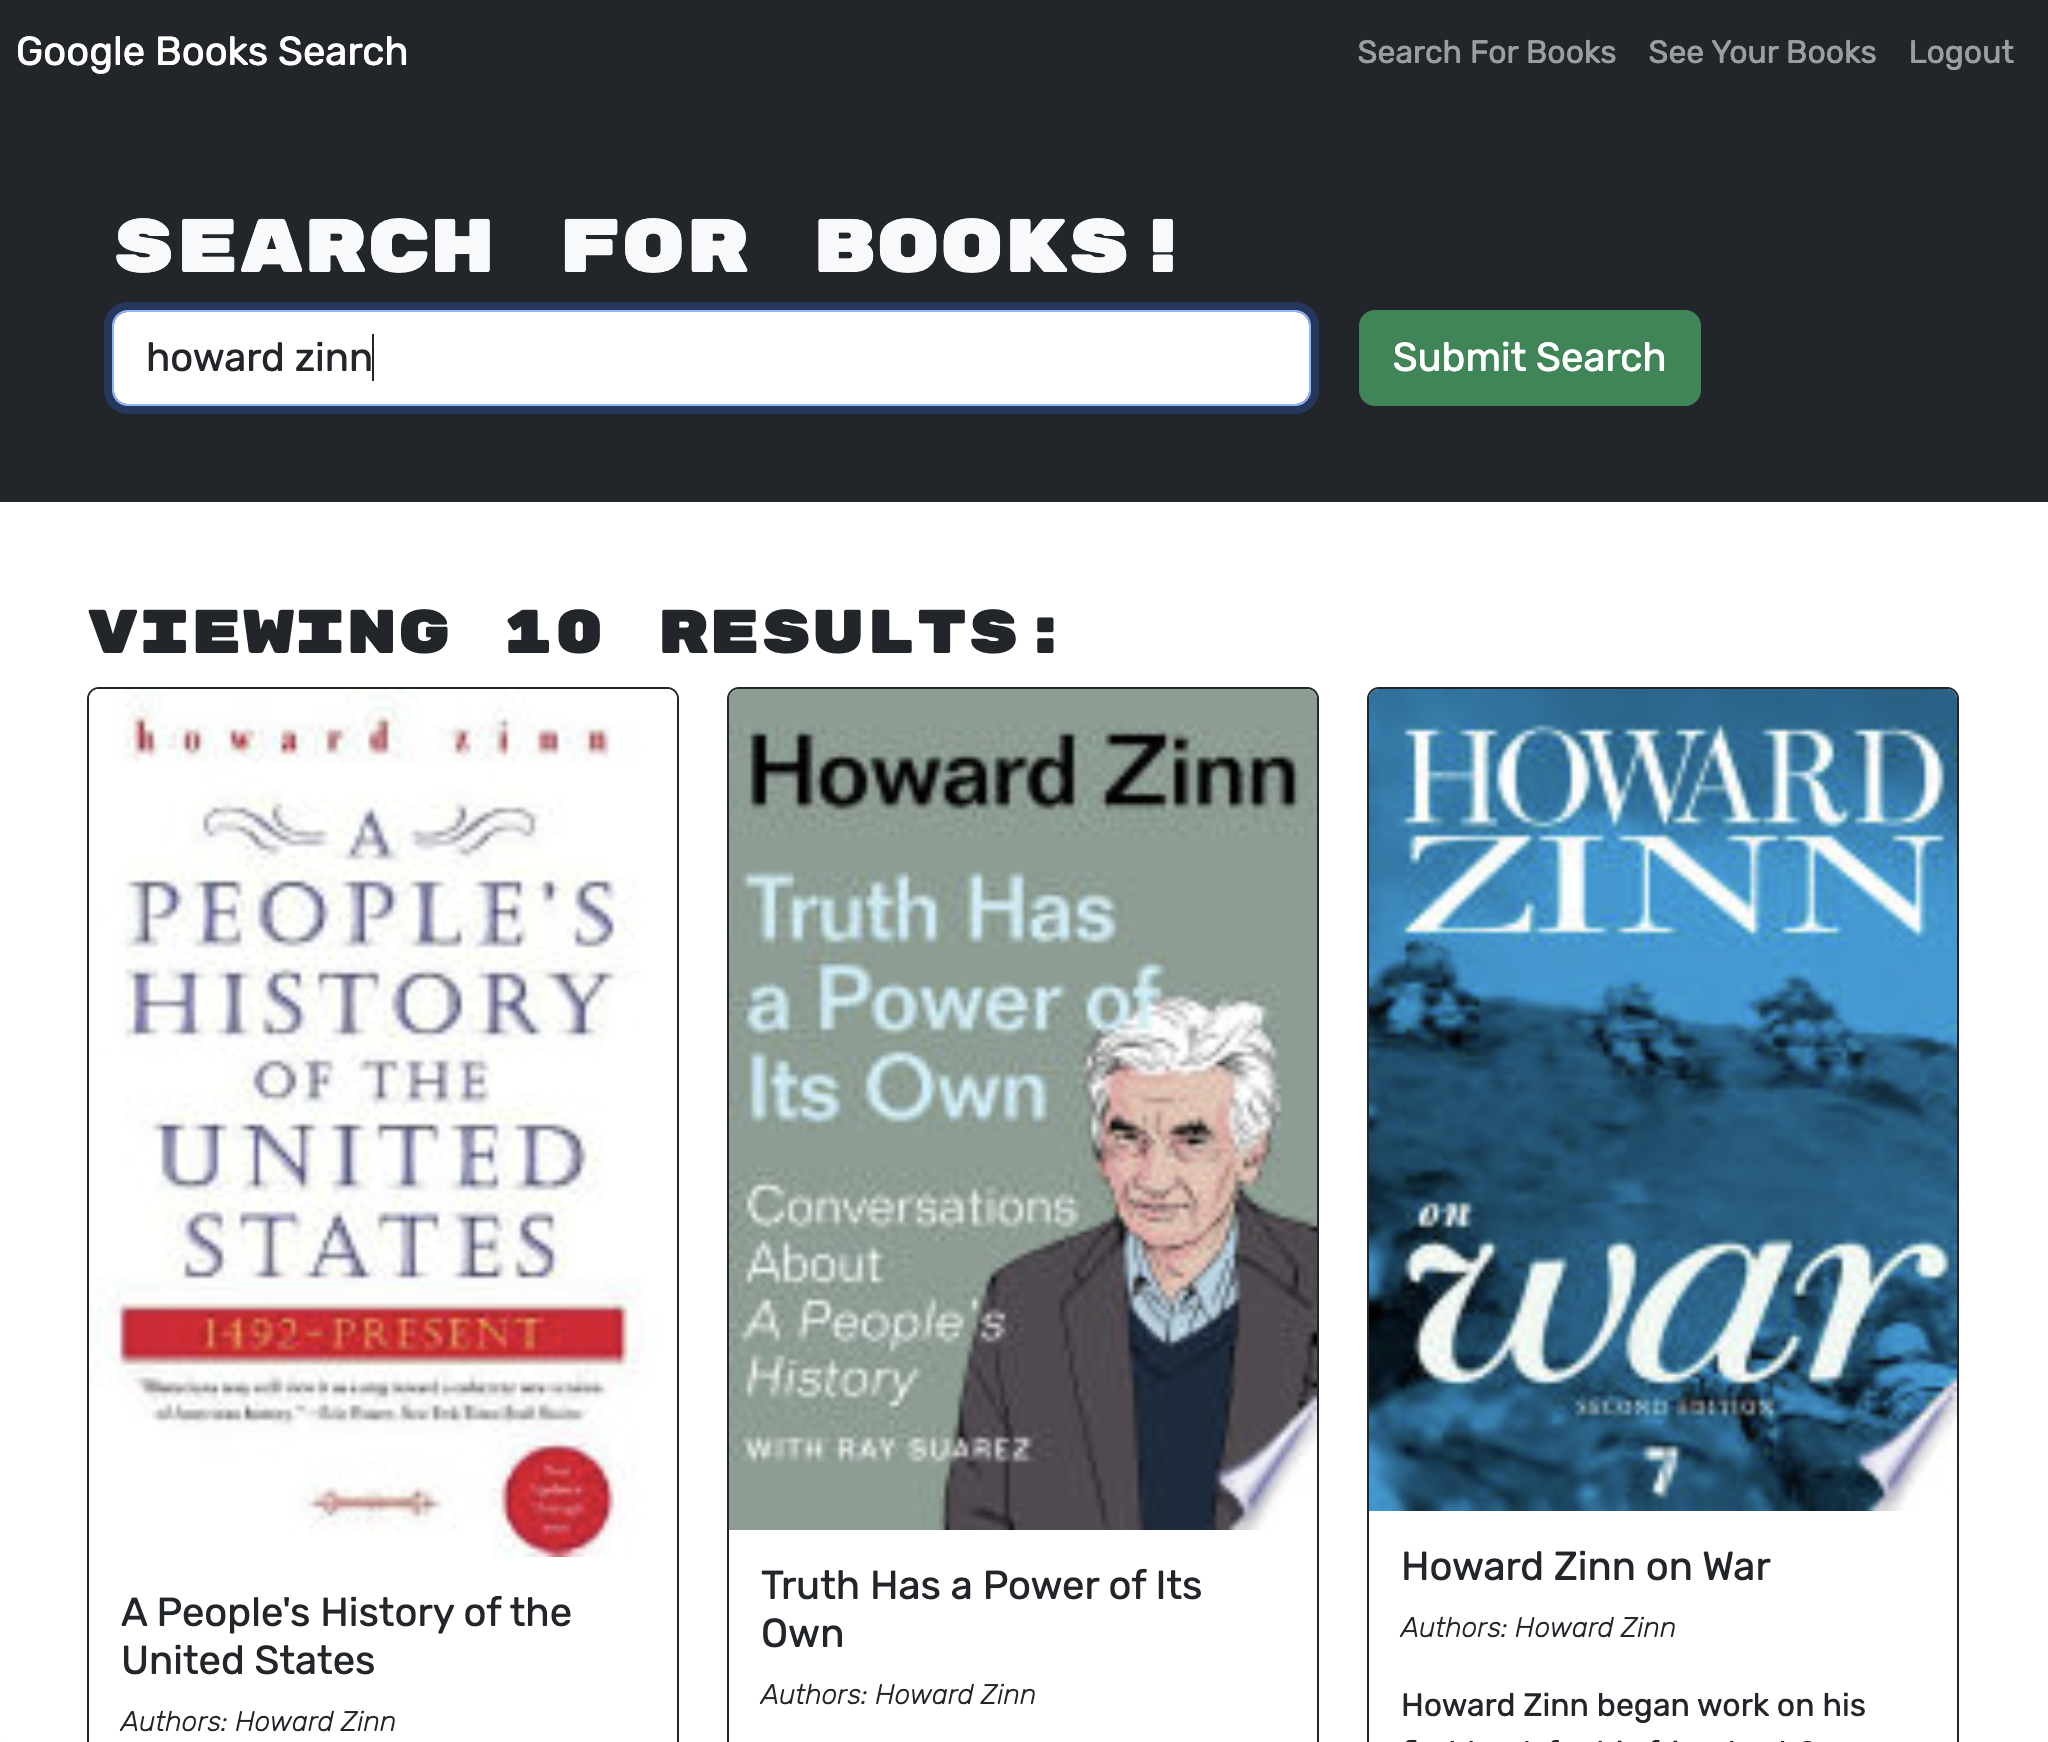 Google Books Search
Search For Books
See Your Books
Logout
SEARCH FOR BOOKS!
howard zinn
Submit Search
VIEWING 10 RESULTS:
howard zinn
A
PEOPLE'S
HISTORY
OF THE
UNITED
STATES
1492-PRESENT
A People's History of the
United States
Authors: Howard Zinn
Howard Zinn
Truth Has
a Power of
Its Own
Conversations
About
A People's
History
WITH RAY SUAREZ
Truth Has a Power of Its
Own
Authors: Howard Zinn
HOWARD
ZINN
on
war
SECOND EDITION
7
Howard Zinn on War
Authors: Howard Zinn
Howard Zinn began work on his